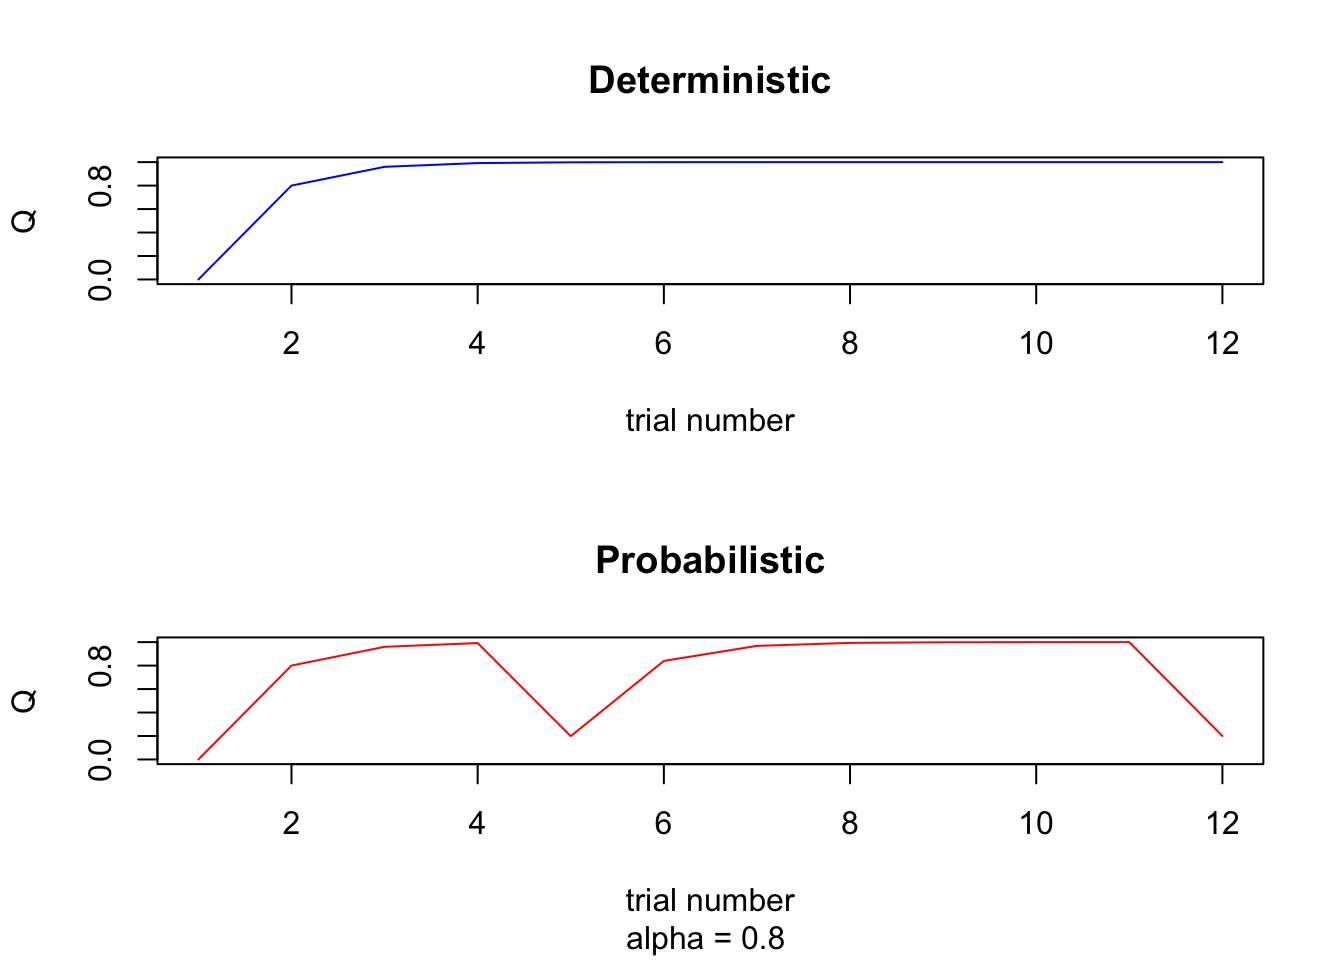 Deterministic
0.8
Q
0.0
2 4 6 8 10 12
trial number
Probabilistic
0.8
Q
0.0
2 4 6 8 10 12
trial number
alpha = 0.8